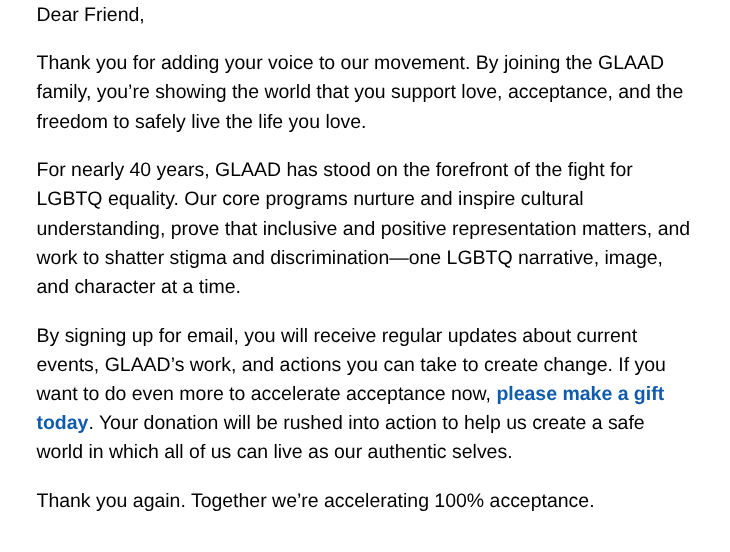 Dear Friend,
Thank you for adding your voice to our movement. By joining the GLAAD
family, you’re showing the world that you support love, acceptance, and the
freedom to safely live the life you love.
For nearly 40 years, GLAAD has stood on the forefront of the fight for
LGBTQ equality. Our core programs nurture and inspire cultural
understanding, prove that inclusive and positive representation matters, and
work to shatter stigma and discrimination—one LGBTQ narrative, image,
and character at a time.
By signing up for email, you will receive regular updates about current
events, GLAAD’s work, and actions you can take to create change. If you
want to do even more to accelerate acceptance now, please make a gift
today. Your donation will be rushed into action to help us create a safe
world in which all of us can live as our authentic selves.
Thank you again. Together we’re accelerating 100% acceptance.